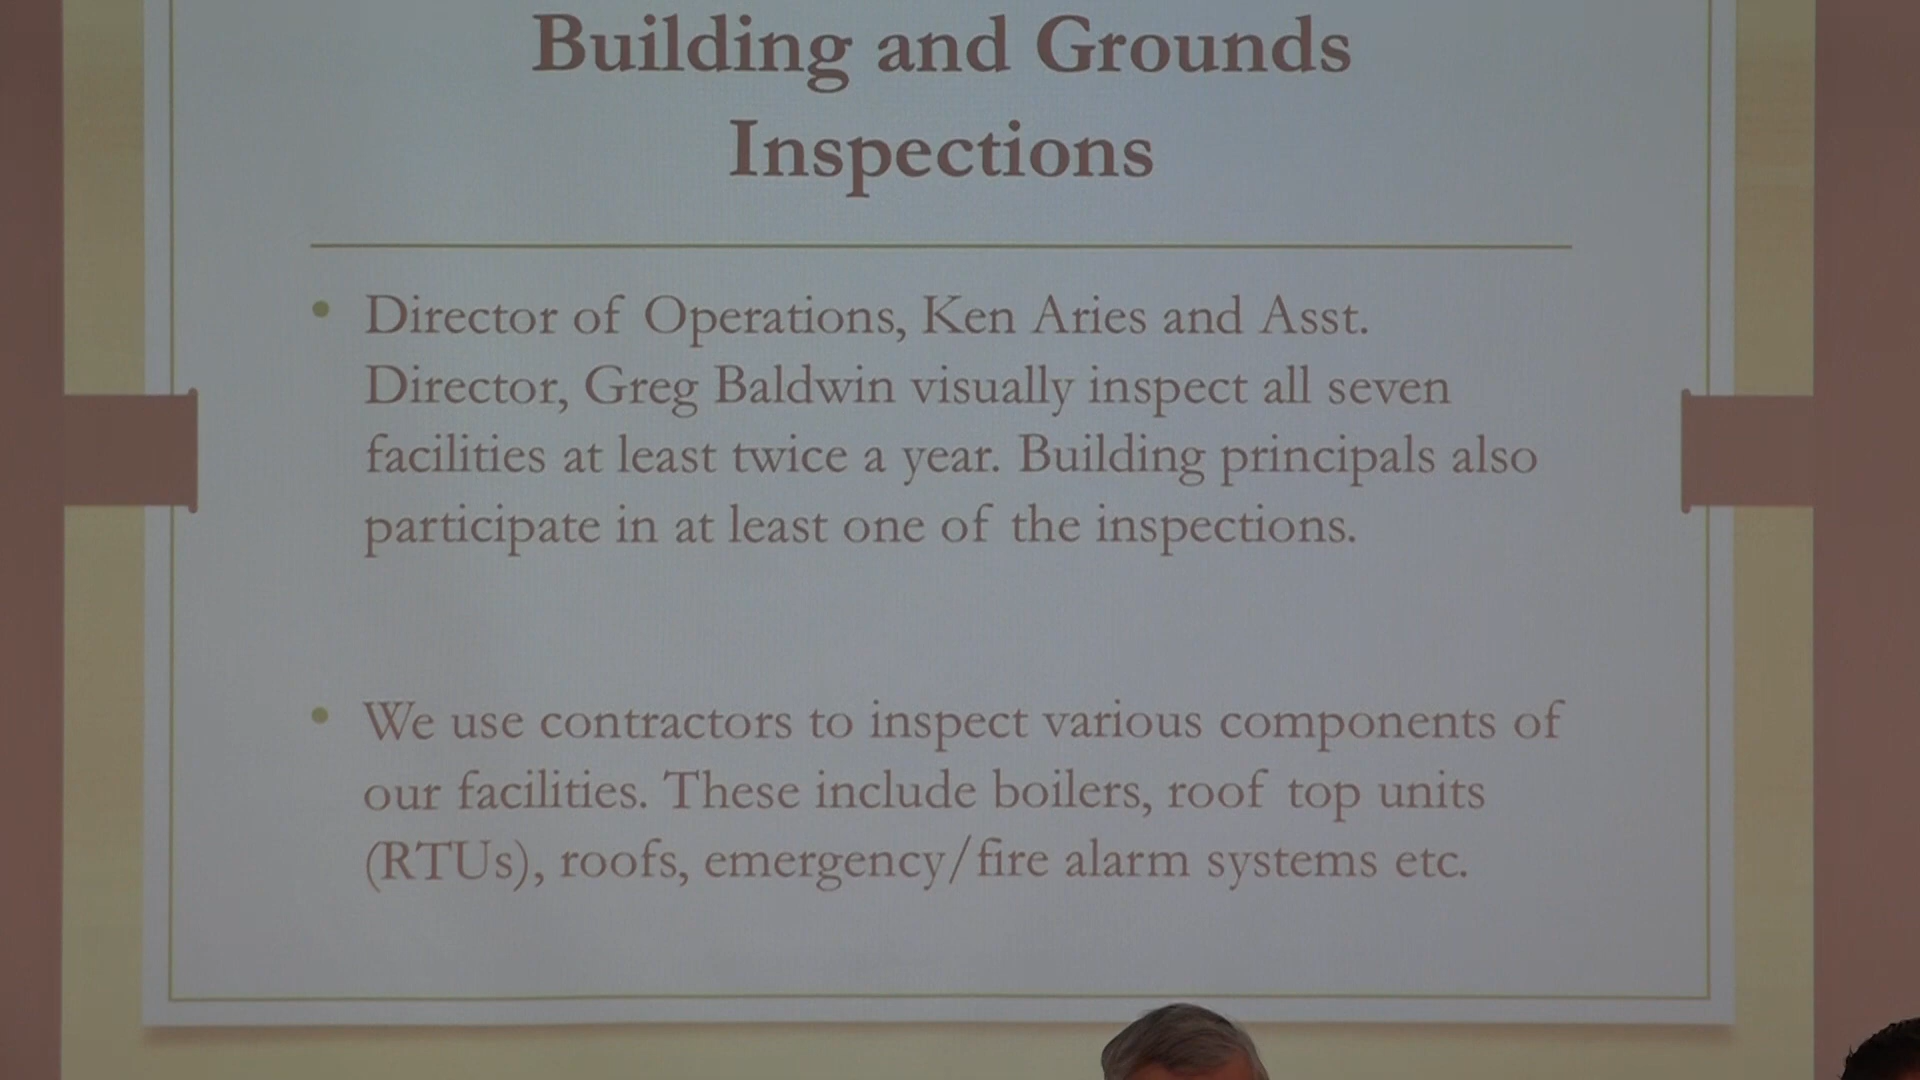 Building and Grounds
Inspections
• Director of Operations, Ken Aries and Asst.
Director, Greg Baldwin visually inspect all seven
facilities at least twice a year. Building principals also
participate in at least one of the inspections.
• We use contractors to inspect various components of
our facilities. These include boilers, roof top units
(RTUs), roofs, emergency/fire alarm systems etc.